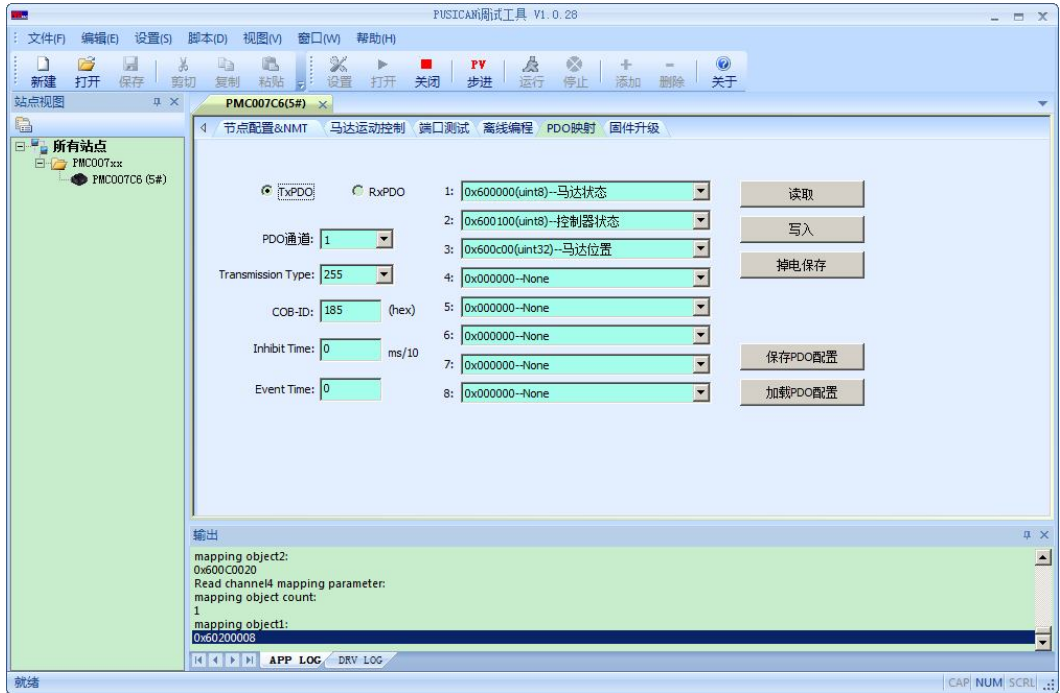 PUSICAN调试工具 V1.0.28
文件(F) 编辑(E) 设置(S) 脚本(D) 视图(V) 窗口(W) 帮助(H)
新建 打开 保存 剪切 复制 粘贴 设置 打开 关闭 PV 步进 运行 停止 添加 删除 关于
站点视图
PMC007C6(5#)
所有站点
PMC007xx
PMC007C6 (5#)
节点配置&NMT 马达运动控制 端口测试 离线编程 PDO映射 固件升级
TxPDO RxPDO
PDO通道: 1
Transmission Type: 255
COB-ID: 185 (hex)
Inhibit Time: 0 ms/10
Event Time: 0
1: 0x600000(uint8)--马达状态
2: 0x600100(uint8)--控制器状态
3: 0x600c00(uint32)--马达位置
4: 0x000000--None
5: 0x000000--None
6: 0x000000--None
7: 0x000000--None
8: 0x000000--None
读取
写入
掉电保存
保存PDO配置
加载PDO配置
输出
mapping object2:
0x600C0020
Read channel4 mapping parameter:
mapping object count:
1
mapping object1:
0x60200008
APP LOG DRV LOG
就绪
CAP NUM SCRL